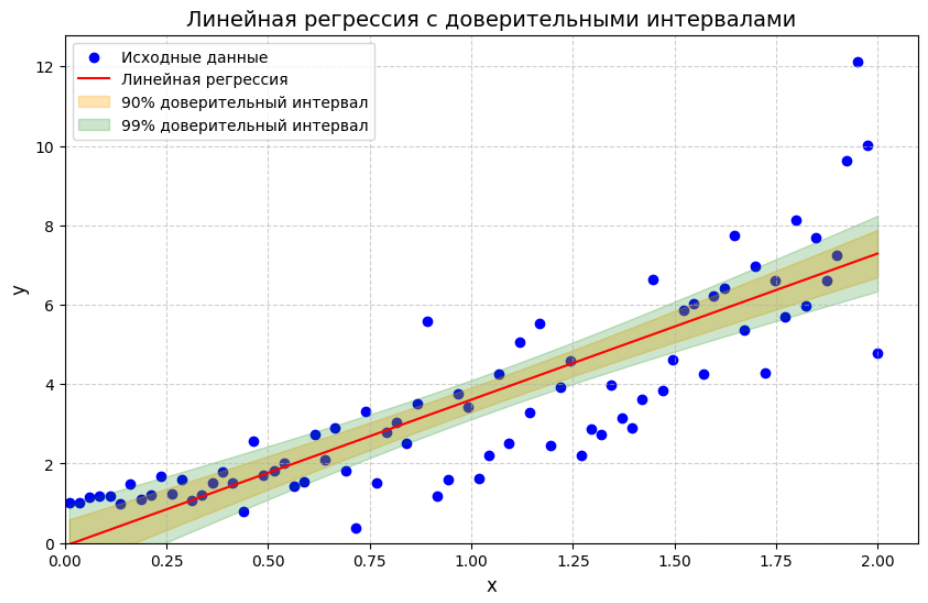 Линейная регрессия с доверительными интервалами
Исходные данные
Линейная регрессия
90% доверительный интервал
99% доверительный интервал
y
12
10
8
6
4
2
0
0.00 0.25 0.50 0.75 1.00 1.25 1.50 1.75 2.00
x